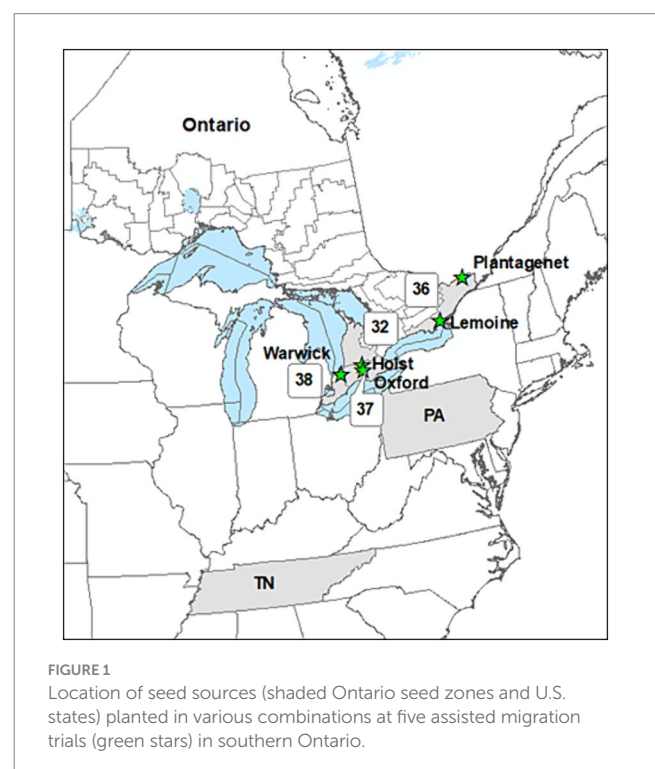 Ontario
Plantagenet
36
Lemoine
32
Warwick
Holst
38
Oxford
37
PA
TN
FIGURE 1
Location of seed sources (shaded Ontario seed zones and U.S.
states) planted in various combinations at five assisted migration
trials (green stars) in southern Ontario.